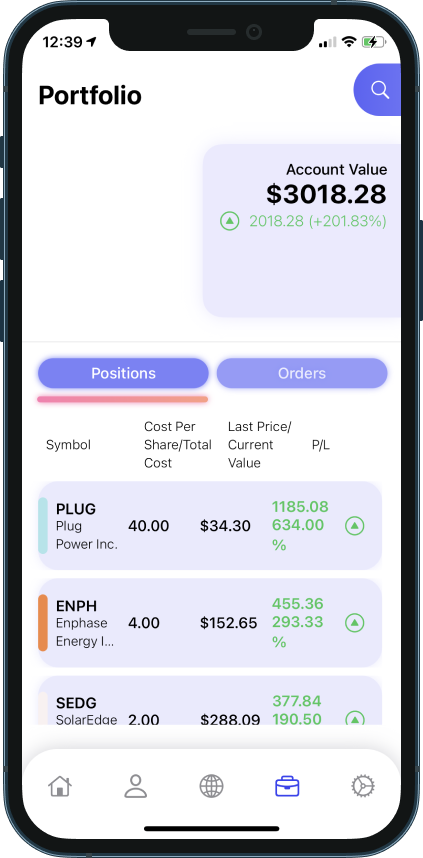 12:39
Portfolio
Account Value
$3018.28
2018.28 (+201.83%)
Positions
Orders
Symbol
Cost Per
Share/Total
Cost
Last Price/
Current
Value
P/L
PLUG
Plug
Power Inc.
40.00
$34.30
1185.08
634.00
%
ENPH
Enphase
Energy I...
4.00
$152.65
455.36
293.33
%
SEDG
SolarEdge
2.00
$288.09
377.84
190.50